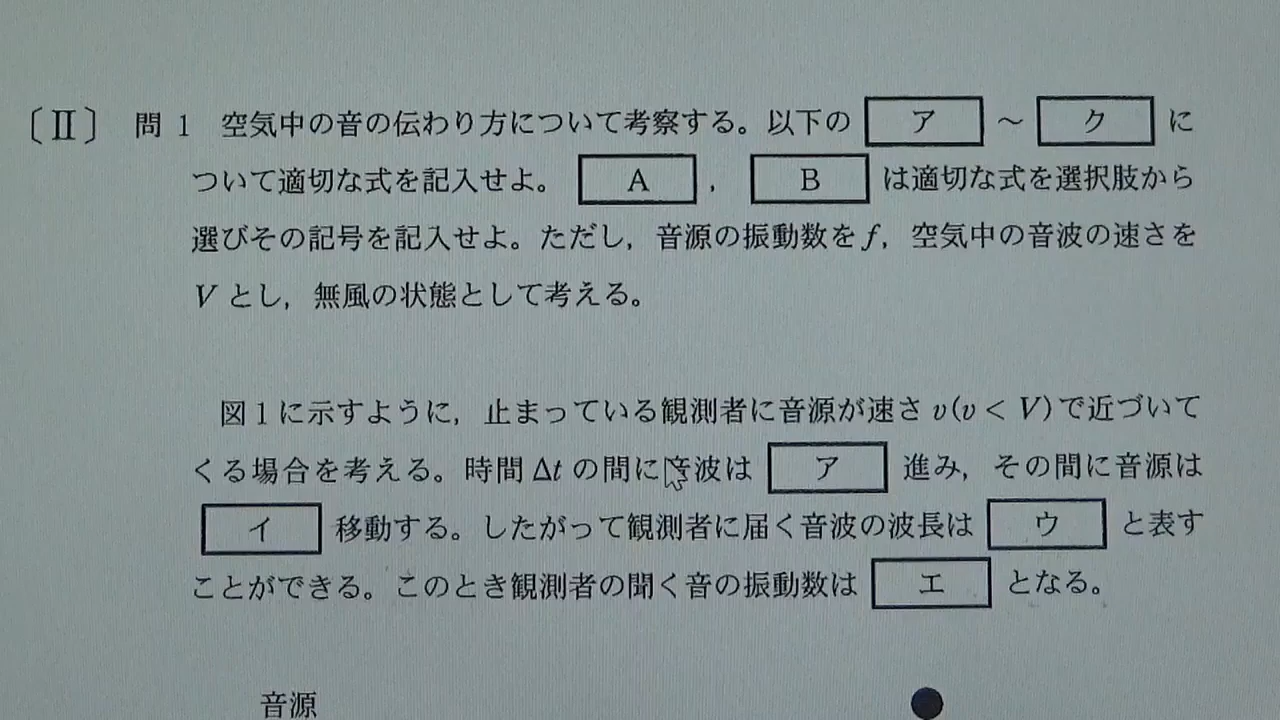 〔Ⅱ〕 問 1 空気中の音の伝わり方について考察する。以下の ア ～ ク に
ついて適切な式を記入せよ。 A ， B は適切な式を選択肢から
選びその記号を記入せよ。ただし，音源の振動数を f，空気中の音波の速さを
V とし，無風の状態として考える。
図 1 に示すように，止まっている観測者に音源が速さ v(v < V)で近づいて
くる場合を考える。時間 Δt の間に音波は ア 進み，その間に音源は
イ 移動する。したがって観測者に届く音波の波長は ウ と表す
ことができる。このとき観測者の聞く音の振動数は エ となる。
音源